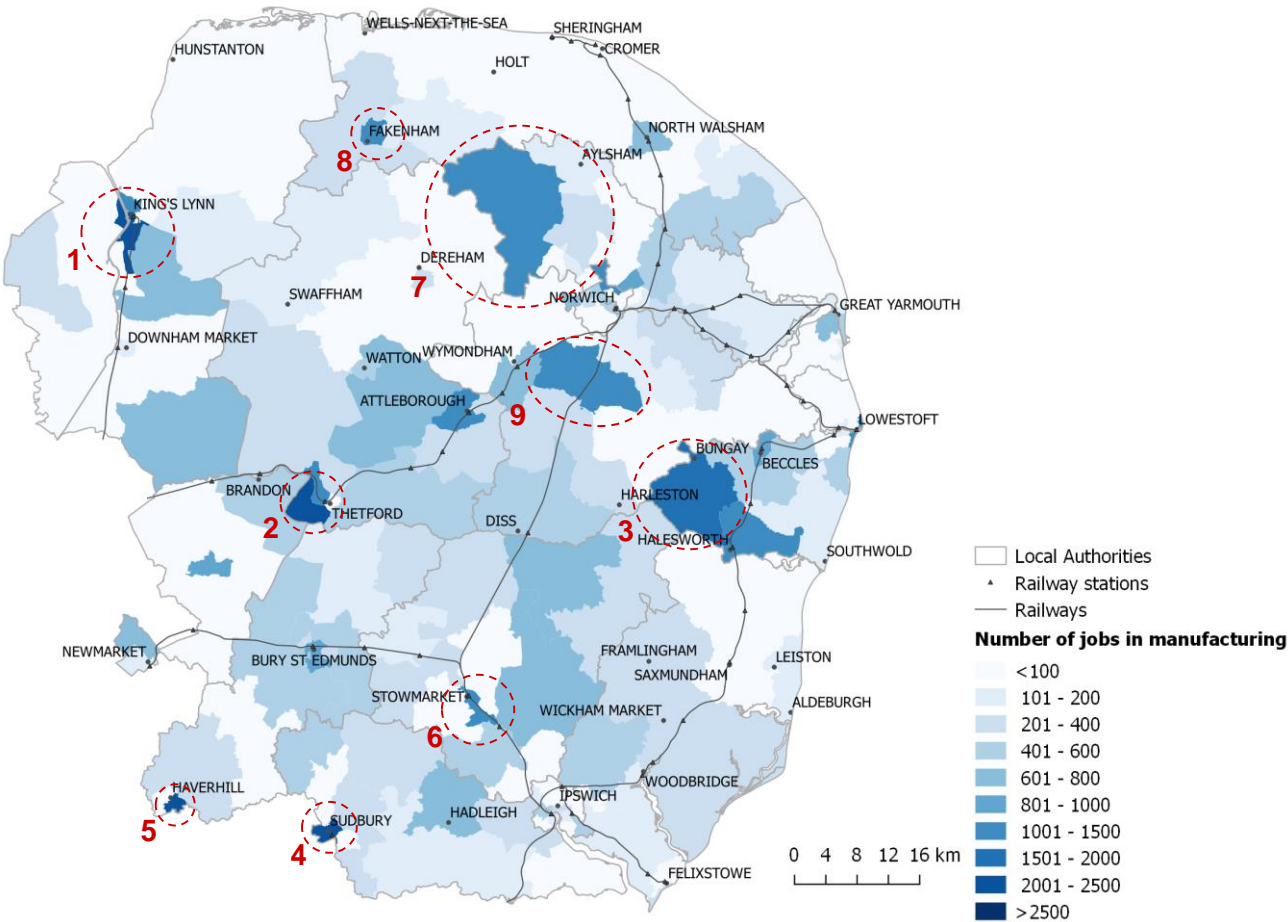 WELLS-NEXT-THE-SEA
SHERINGHAM
CROMER
HUNSTANTON
HOLT
FAKENHAM
8
NORTH WALSHAM
AYLSHAM
KING'S LYNN
1
DEREHAM
7
SWAFFHAM
NORWICH
GREAT YARMOUTH
DOWNHAM MARKET
WYMONDHAM
WATTON
ATTLEBOROUGH
9
LOWESTOFT
BUNGAY
BECCLES
BRANDON
THETFORD
2
HARLESTON
DISS
3
HALESWORTH
SOUTHWOLD
NEWMARKET
BURY ST EDMUNDS
FRAMLINGHAM
SAXMUNDHAM
LEISTON
STOWMARKET
WICKHAM MARKET
ALDEBURGH
6
HAVERHILL
5
SUDBURY
4
HADLEIGH
IPSWICH
WOODBRIDGE
FELIXSTOWE
0 4 8 12 16 km
Local Authorities
Railway stations
Railways
Number of jobs in manufacturing
<100
101 - 200
201 - 400
401 - 600
601 - 800
801 - 1000
1001 - 1500
1501 - 2000
2001 - 2500
>2500